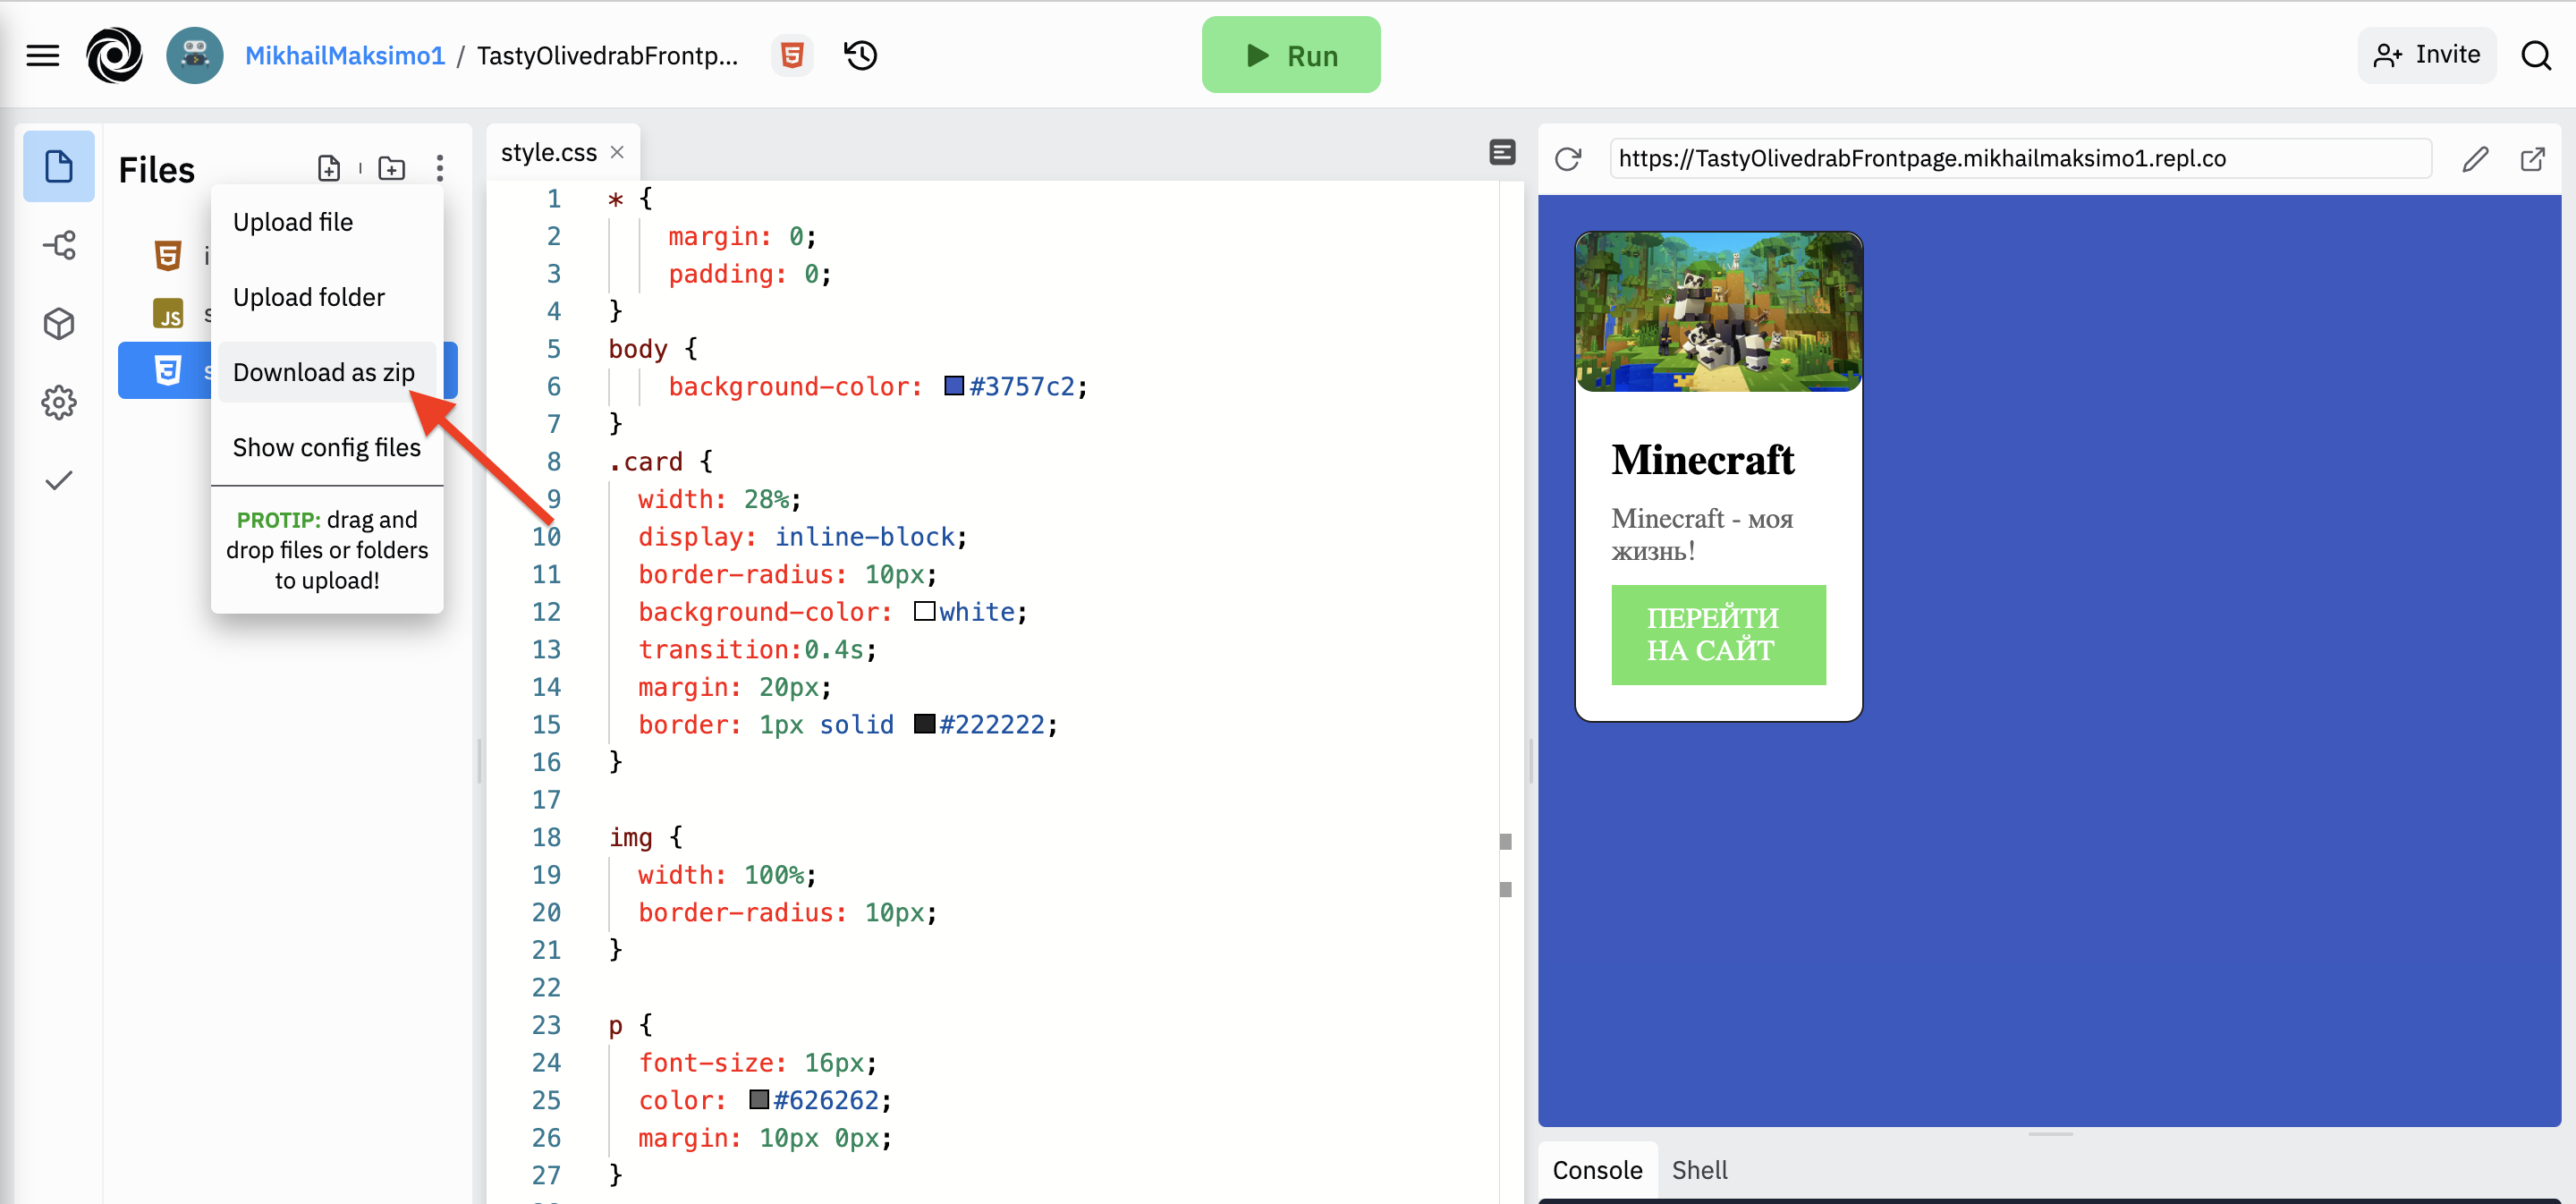 MikhailMaksimo1 / TastyOlivedrabFrontp...
Run
Invite
Files
Upload file
Upload folder
Download as zip
Show config files
PROTIP: drag and
drop files or folders
to upload!
JS
style.css
1 * {
2 margin: 0;
3 padding: 0;
4 }
5 body {
6 background-color: #3757c2;
7 }
8 .card {
9 width: 28%;
10 display: inline-block;
11 border-radius: 10px;
12 background-color: white;
13 transition:0.4s;
14 margin: 20px;
15 border: 1px solid #222222;
16 }
17
18 img {
19 width: 100%;
20 border-radius: 10px;
21 }
22
23 p {
24 font-size: 16px;
25 color: #626262;
26 margin: 10px 0px;
27 }
https://TastyOlivedrabFrontpage.mikhailmaksimo1.repl.co
Minecraft
Minecraft - моя
жизнь!
ПЕРЕЙТИ
НА САЙТ
Console Shell